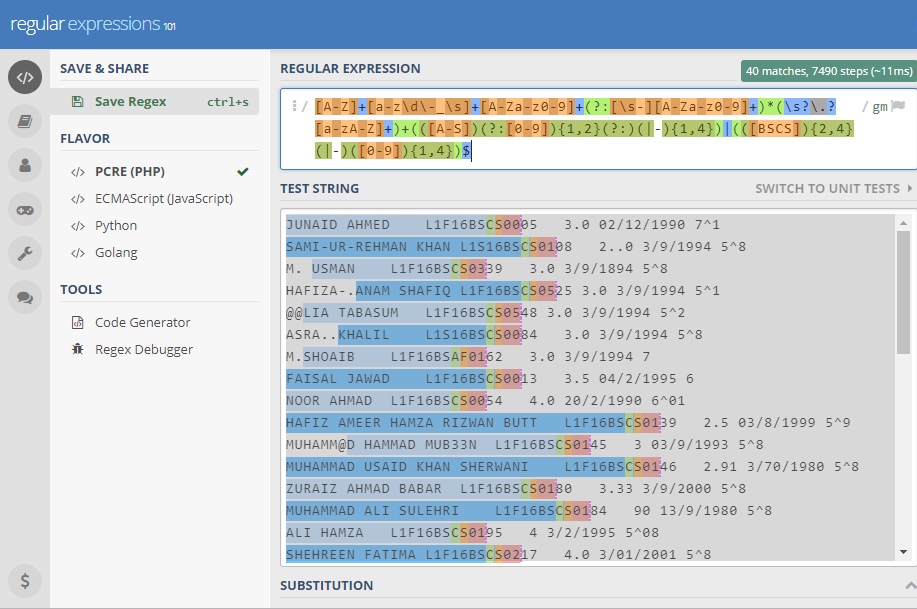 regular expressions 101
SAVE & SHARE
Save Regex ctrl+s
FLAVOR
</> PCRE (PHP)
</> ECMAScript (JavaScript)
</> Python
</> Golang
TOOLS
Code Generator
Regex Debugger
$
REGULAR EXPRESSION
40 matches, 7490 steps (~11ms)
/ [A-Z]+[a-z\d\-_\s]+[A-Za-z0-9]+(?:[\s-][A-Za-z0-9]+)*(\s?\.? / gm
[a-zA-Z]+)+(([A-S])(?:[0-9]){1,2}(?:)(|-){1,4})|(([BSCS]){2,4}
(|-)([0-9]){1,4})$
TEST STRING SWITCH TO UNIT TESTS
JUNAID AHMED    L1F16BSCS0005   3.0 02/12/1990 7^1
SAMI-UR-REHMAN KHAN L1S16BSCS0108   2..0 3/9/1994 5^8
M. USMAN    L1F16BSCS0339   3.0 3/9/1894 5^8
HAFIZA-.ANAM SHAFIQ L1F16BSCS0525 3.0 3/9/1994 5^1
@@LIA TABASUM   L1F16BSCS0548 3.0 3/9/1994 5^2
ASRA..KHALIL    L1S16BSCS0084   3.0 3/9/1994 5^8
M.SHOAIB    L1F16BSAF0162   3.0 3/9/1994 7
FAISAL JAWAD    L1F16BSCS0013   3.5 04/2/1995 6
NOOR AHMAD  L1F16BSCS0054   4.0 20/2/1990 6^01
HAFIZ AMEER HAMZA RIZWAN BUTT   L1F16BSCS0139   2.5 03/8/1999 5^9
MUHAMM@D HAMMAD MUB33N  L1F16BSCS0145   3 03/9/1993 5^8
MUHAMMAD USAID KHAN SHERWANI    L1F16BSCS0146   2.91 3/70/1980 5^8
ZURAIZ AHMAD BABAR  L1F16BSCS0180   3.33 3/9/2000 5^8
MUHAMMAD ALI SULEHRI    L1F16BSCS0184   90 13/9/1980 5^8
ALI HAMZA   L1F16BSCS0195   4 3/2/1995 5^08
SHEHREEN FATIMA L1F16BSCS0217   4.0 3/01/2001 5^8
SUBSTITUTION